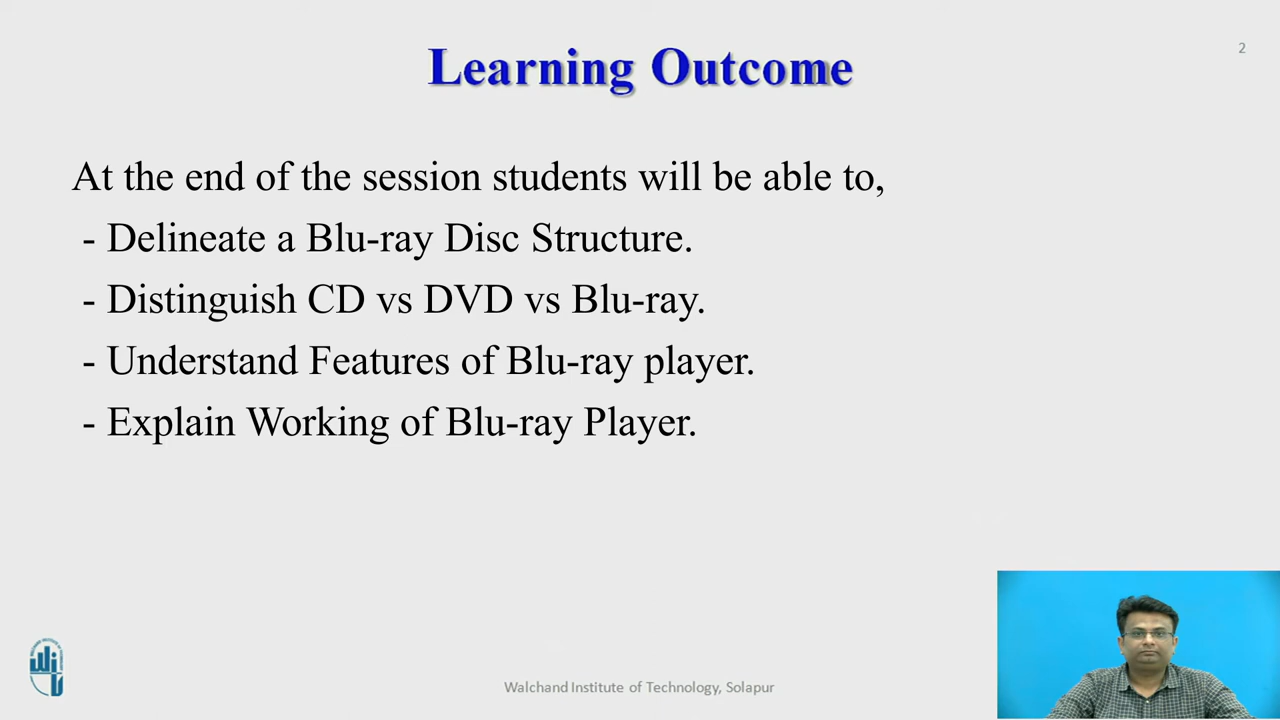 2
Learning Outcome
At the end of the session students will be able to,
- Delineate a Blu-ray Disc Structure.
- Distinguish CD vs DVD vs Blu-ray.
- Understand Features of Blu-ray player.
- Explain Working of Blu-ray Player.
Walchand Institute of Technology, Solapur